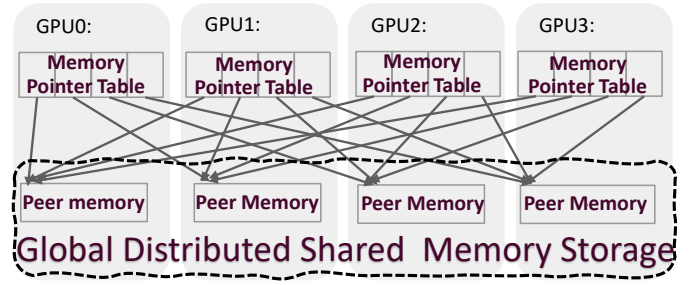 GPU0: GPU1: GPU2: GPU3:
Memory Memory Memory Memory
Pointer Table Pointer Table Pointer Table Pointer Table
Peer memory Peer Memory Peer Memory Peer Memory
Global Distributed Shared Memory Storage